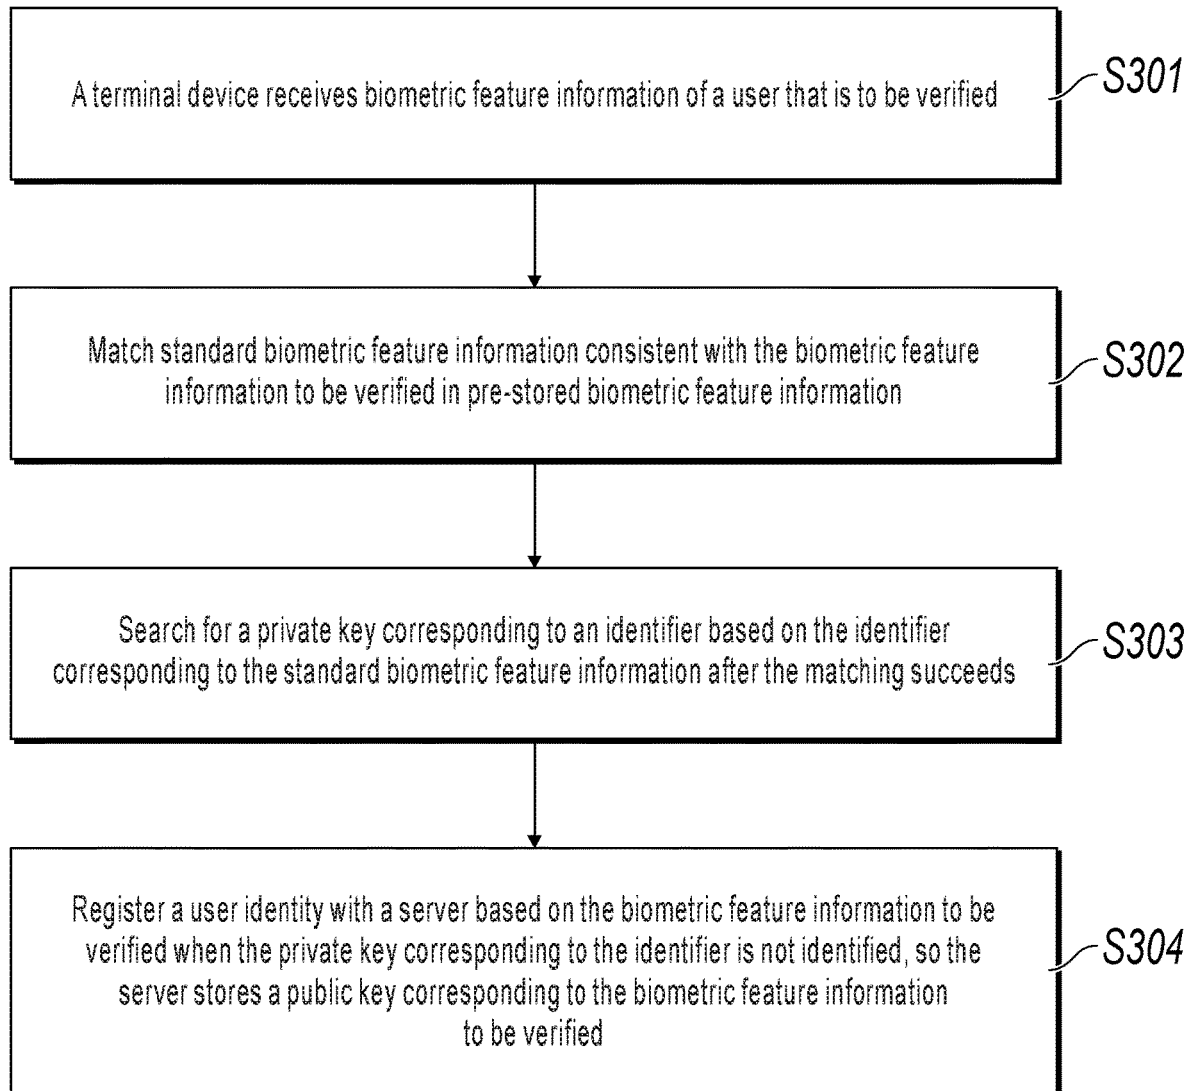 A terminal device receives biometric feature information of a user that is to be verified
S301
Match standard biometric feature information consistent with the biometric feature
information to be verified in pre-stored biometric feature information
S302
Search for a private key corresponding to an identifier based on the identifier
corresponding to the standard biometric feature information after the matching succeeds
S303
Register a user identity with a server based on the biometric feature information to be
verified when the private key corresponding to the identifier is not identified, so the
server stores a public key corresponding to the biometric feature information
to be verified
S304